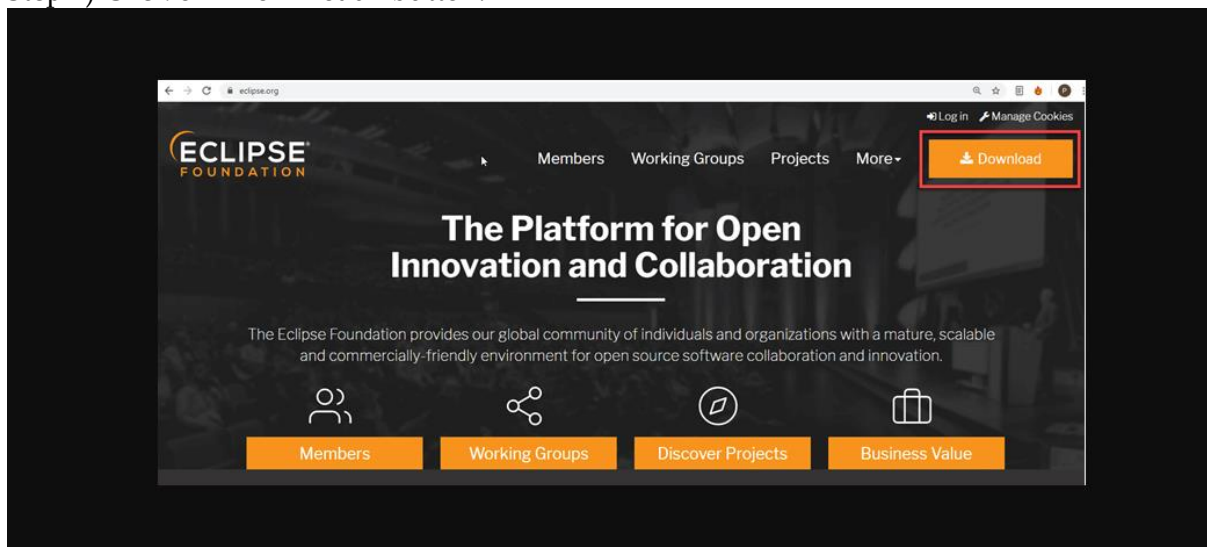 eclipse.org
Log in Manage Cookies
ECLIPSE
FOUNDATION
Members Working Groups Projects More Download
The Platform for Open
Innovation and Collaboration
The Eclipse Foundation provides our global community of individuals and organizations with a mature, scalable
and commercially-friendly environment for open source software collaboration and innovation.
Members Working Groups Discover Projects Business Value